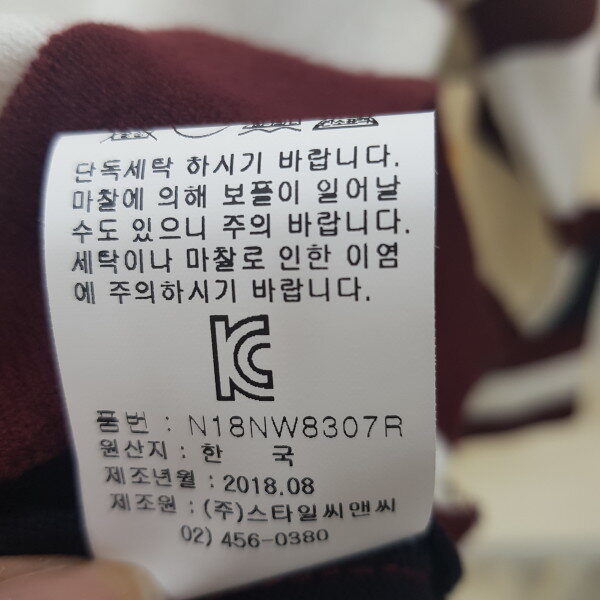 단독세탁 하시기 바랍니다.
마찰에 의해 보플이 일어날
수도 있으니 주의 바랍니다.
세탁이나 마찰로 인한 이염
에 주의하시기 바랍니다.
KC
품번 : N18NW8307R
원산지 : 한 국
제조년월 : 2018.08
제조원 : (주)스타일씨앤씨
02) 456-0380